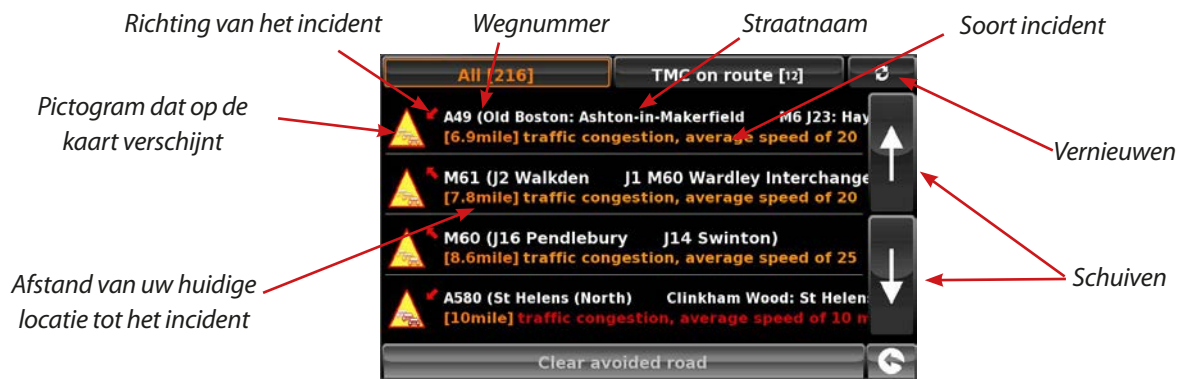 Richting van het incident
Wegnummer
Straatnaam
Soort incident
Pictogram dat op de
kaart verschijnt
All [216]
TMC on route [12]
A49 (Old Boston: Ashton-in-Makerfield M6 J23: Hay
[6.9mile] traffic congestion, average speed of 20
M61 (J2 Walkden J1 M60 Wardley Interchange
[7.8mile] traffic congestion, average speed of 20
M60 (J16 Pendlebury J14 Swinton)
[8.6mile] traffic congestion, average speed of 25
A580 (St Helens (North) Clinkham Wood: St Helens
[10mile] traffic congestion, average speed of 10 m
Clear avoided road
Vernieuwen
Schuiven
Afstand van uw huidige
locatie tot het incident